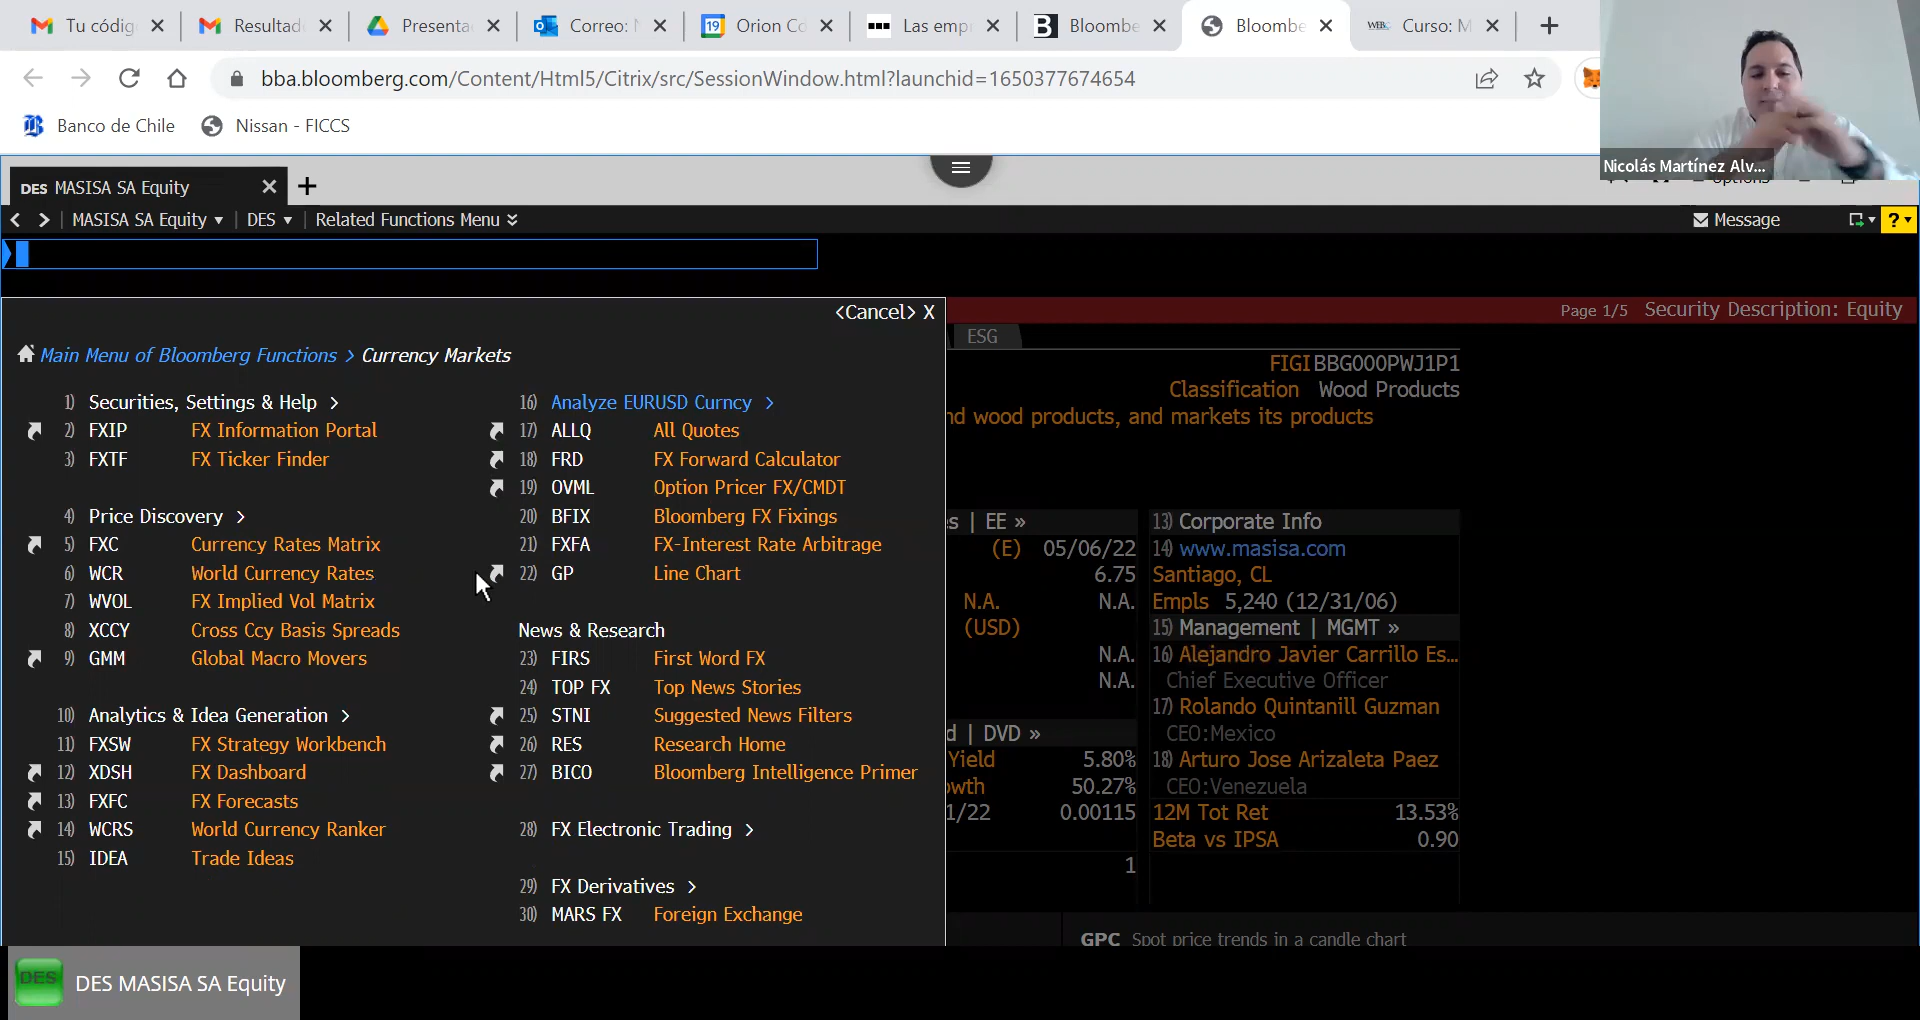 Tu códig
Resultad
Presenta
Correo: N
19
Orion Co
Las emp
B
Bloombe
Bloombe
WEBC
Curso: M
bba.bloomberg.com/Content/Html5/Citrix/src/SessionWindow.html?launchid=1650377674654
Banco de Chile
Nissan - FICCS
Nicolás Martínez Alv...
DES MASISA SA Equity
MASISA SA Equity
DES
Related Functions Menu
Message
?
<Cancel> X
Page 1/5 Security Description: Equity
Main Menu of Bloomberg Functions > Currency Markets
1) Securities, Settings & Help >
2) FXIP FX Information Portal
3) FXTF FX Ticker Finder
4) Price Discovery >
5) FXC Currency Rates Matrix
6) WCR World Currency Rates
7) WVOL FX Implied Vol Matrix
8) XCCY Cross Ccy Basis Spreads
9) GMM Global Macro Movers
10) Analytics & Idea Generation >
11) FXSW FX Strategy Workbench
12) XDSH FX Dashboard
13) FXFC FX Forecasts
14) WCRS World Currency Ranker
15) IDEA Trade Ideas
16) Analyze EURUSD Curncy >
17) ALLQ All Quotes
18) FRD FX Forward Calculator
19) OVML Option Pricer FX/CMDT
20) BFIX Bloomberg FX Fixings
21) FXFA FX-Interest Rate Arbitrage
22) GP Line Chart
News & Research
23) FIRS First Word FX
24) TOP FX Top News Stories
25) STNI Suggested News Filters
26) RES Research Home
27) BICO Bloomberg Intelligence Primer
28) FX Electronic Trading >
29) FX Derivatives >
30) MARS FX Foreign Exchange
ESG
FIGI BBG000PWJ1P1
Classification Wood Products
nd wood products, and markets its products
s | EE »
(E) 05/06/22
6.75
N.A. N.A.
(USD)
N.A.
N.A.
d | DVD »
Yield 5.80%
owth 50.27%
1/22 0.00115
1
13) Corporate Info
14) www.masisa.com
Santiago, CL
Empls 5,240 (12/31/06)
15) Management | MGMT »
16) Alejandro Javier Carrillo Es...
Chief Executive Officer
17) Rolando Quintanill Guzman
CEO:Mexico
18) Arturo Jose Arizaleta Paez
CEO:Venezuela
12M Tot Ret 13.53%
Beta vs IPSA 0.90
GPC Spot price trends in a candle chart
DES
DES MASISA SA Equity